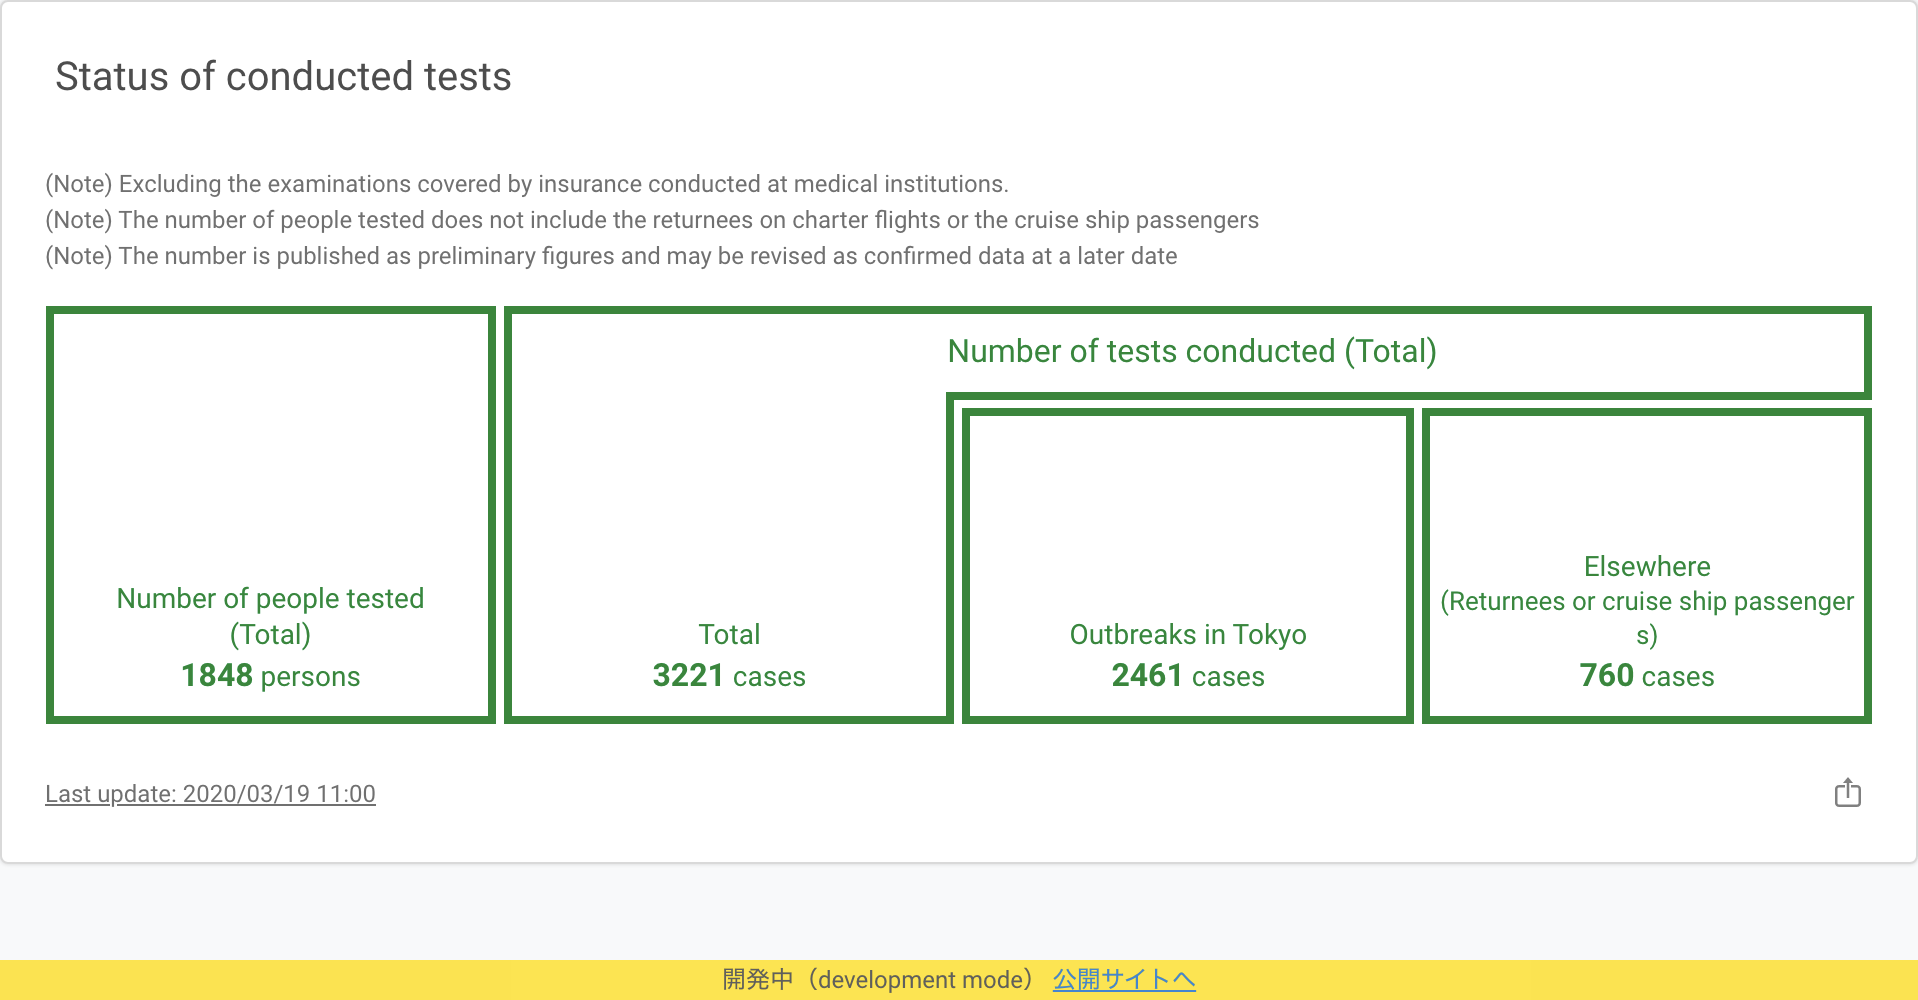 Status of conducted tests
(Note) Excluding the examinations covered by insurance conducted at medical institutions.
(Note) The number of people tested does not include the returnees on charter flights or the cruise ship passengers
(Note) The number is published as preliminary figures and may be revised as confirmed data at a later date
Number of people tested
(Total)
1848 persons
Number of tests conducted (Total)
Total
3221 cases
Outbreaks in Tokyo
2461 cases
Elsewhere
(Returnees or cruise ship passenger
s)
760 cases
Last update: 2020/03/19 11:00
開発中（development mode） 公開サイトへ